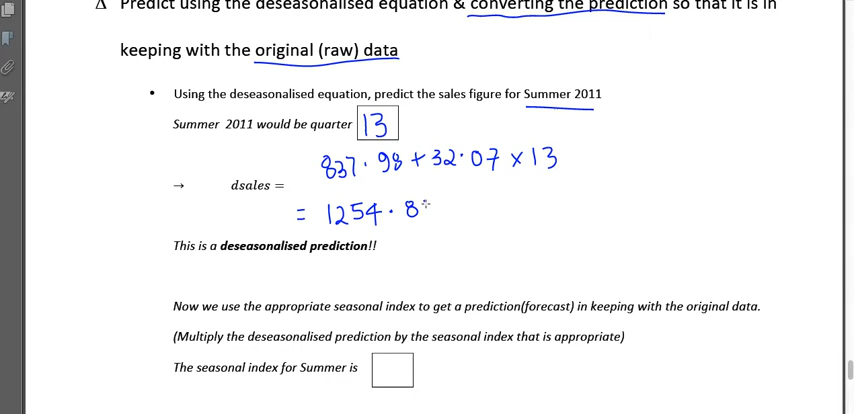 Δ Predict using the deseasonalised equation & converting the prediction so that it is in
keeping with the original (raw) data
• Using the deseasonalised equation, predict the sales figure for Summer 2011
Summer 2011 would be quarter 13
837.98 + 32.07 × 13
→ dsales =
= 1254.8
This is a deseasonalised prediction!!
Now we use the appropriate seasonal index to get a prediction(forecast) in keeping with the original data.
(Multiply the deseasonalised prediction by the seasonal index that is appropriate)
The seasonal index for Summer is